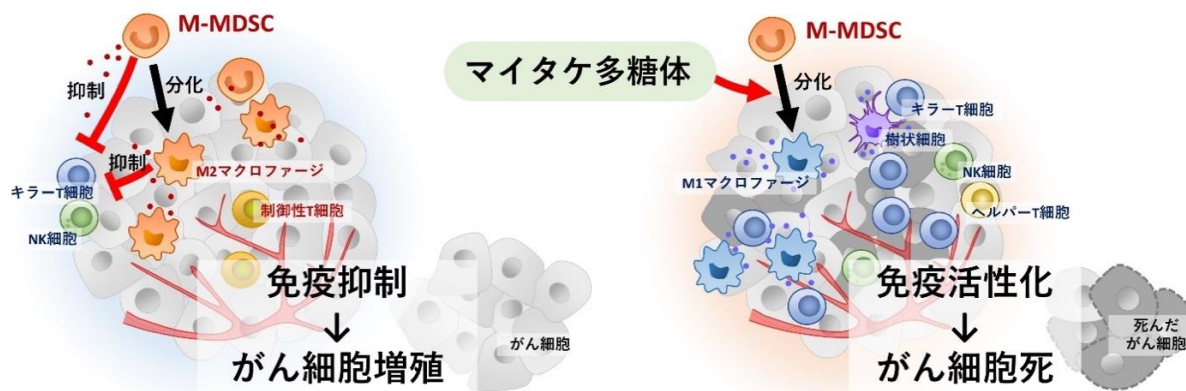 M-MDSC
抑制
分化
抑制
M2マクロファージ
キラーT細胞
NK細胞
制御性T細胞
免疫抑制
↓
がん細胞増殖
がん細胞
マイタケ多糖体
M-MDSC
分化
キラーT細胞
樹状細胞
NK細胞
M1マクロファージ
ヘルパーT細胞
免疫活性化
↓
がん細胞死
死んだ
がん細胞